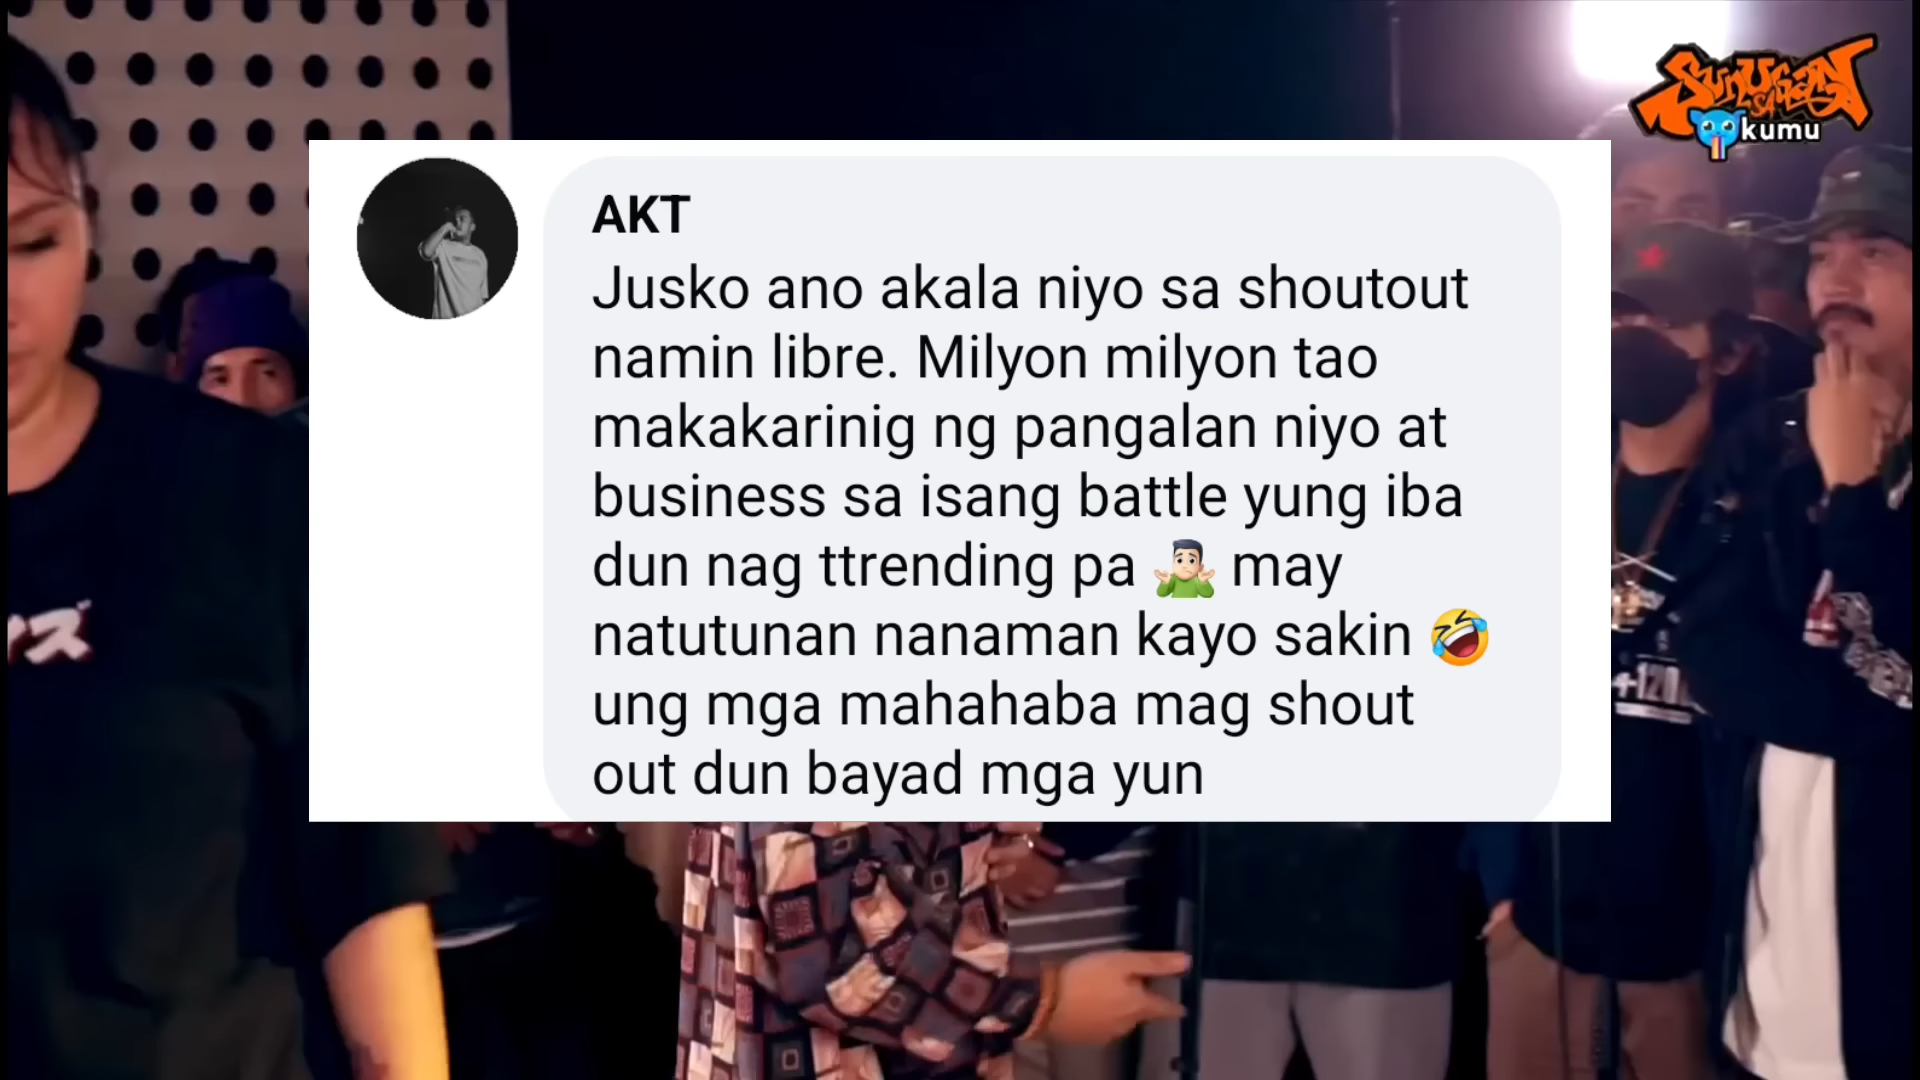 SUNUGAN
SA
kumu
AKT
Jusko ano akala niyo sa shoutout
namin libre. Milyon milyon tao
makakarinig ng pangalan niyo at
business sa isang battle yung iba
dun nag ttrending pa 🤷🏻‍♂️ may
natutunan nanaman kayo sakin 🤣
ung mga mahahaba mag shout
out dun bayad mga yun